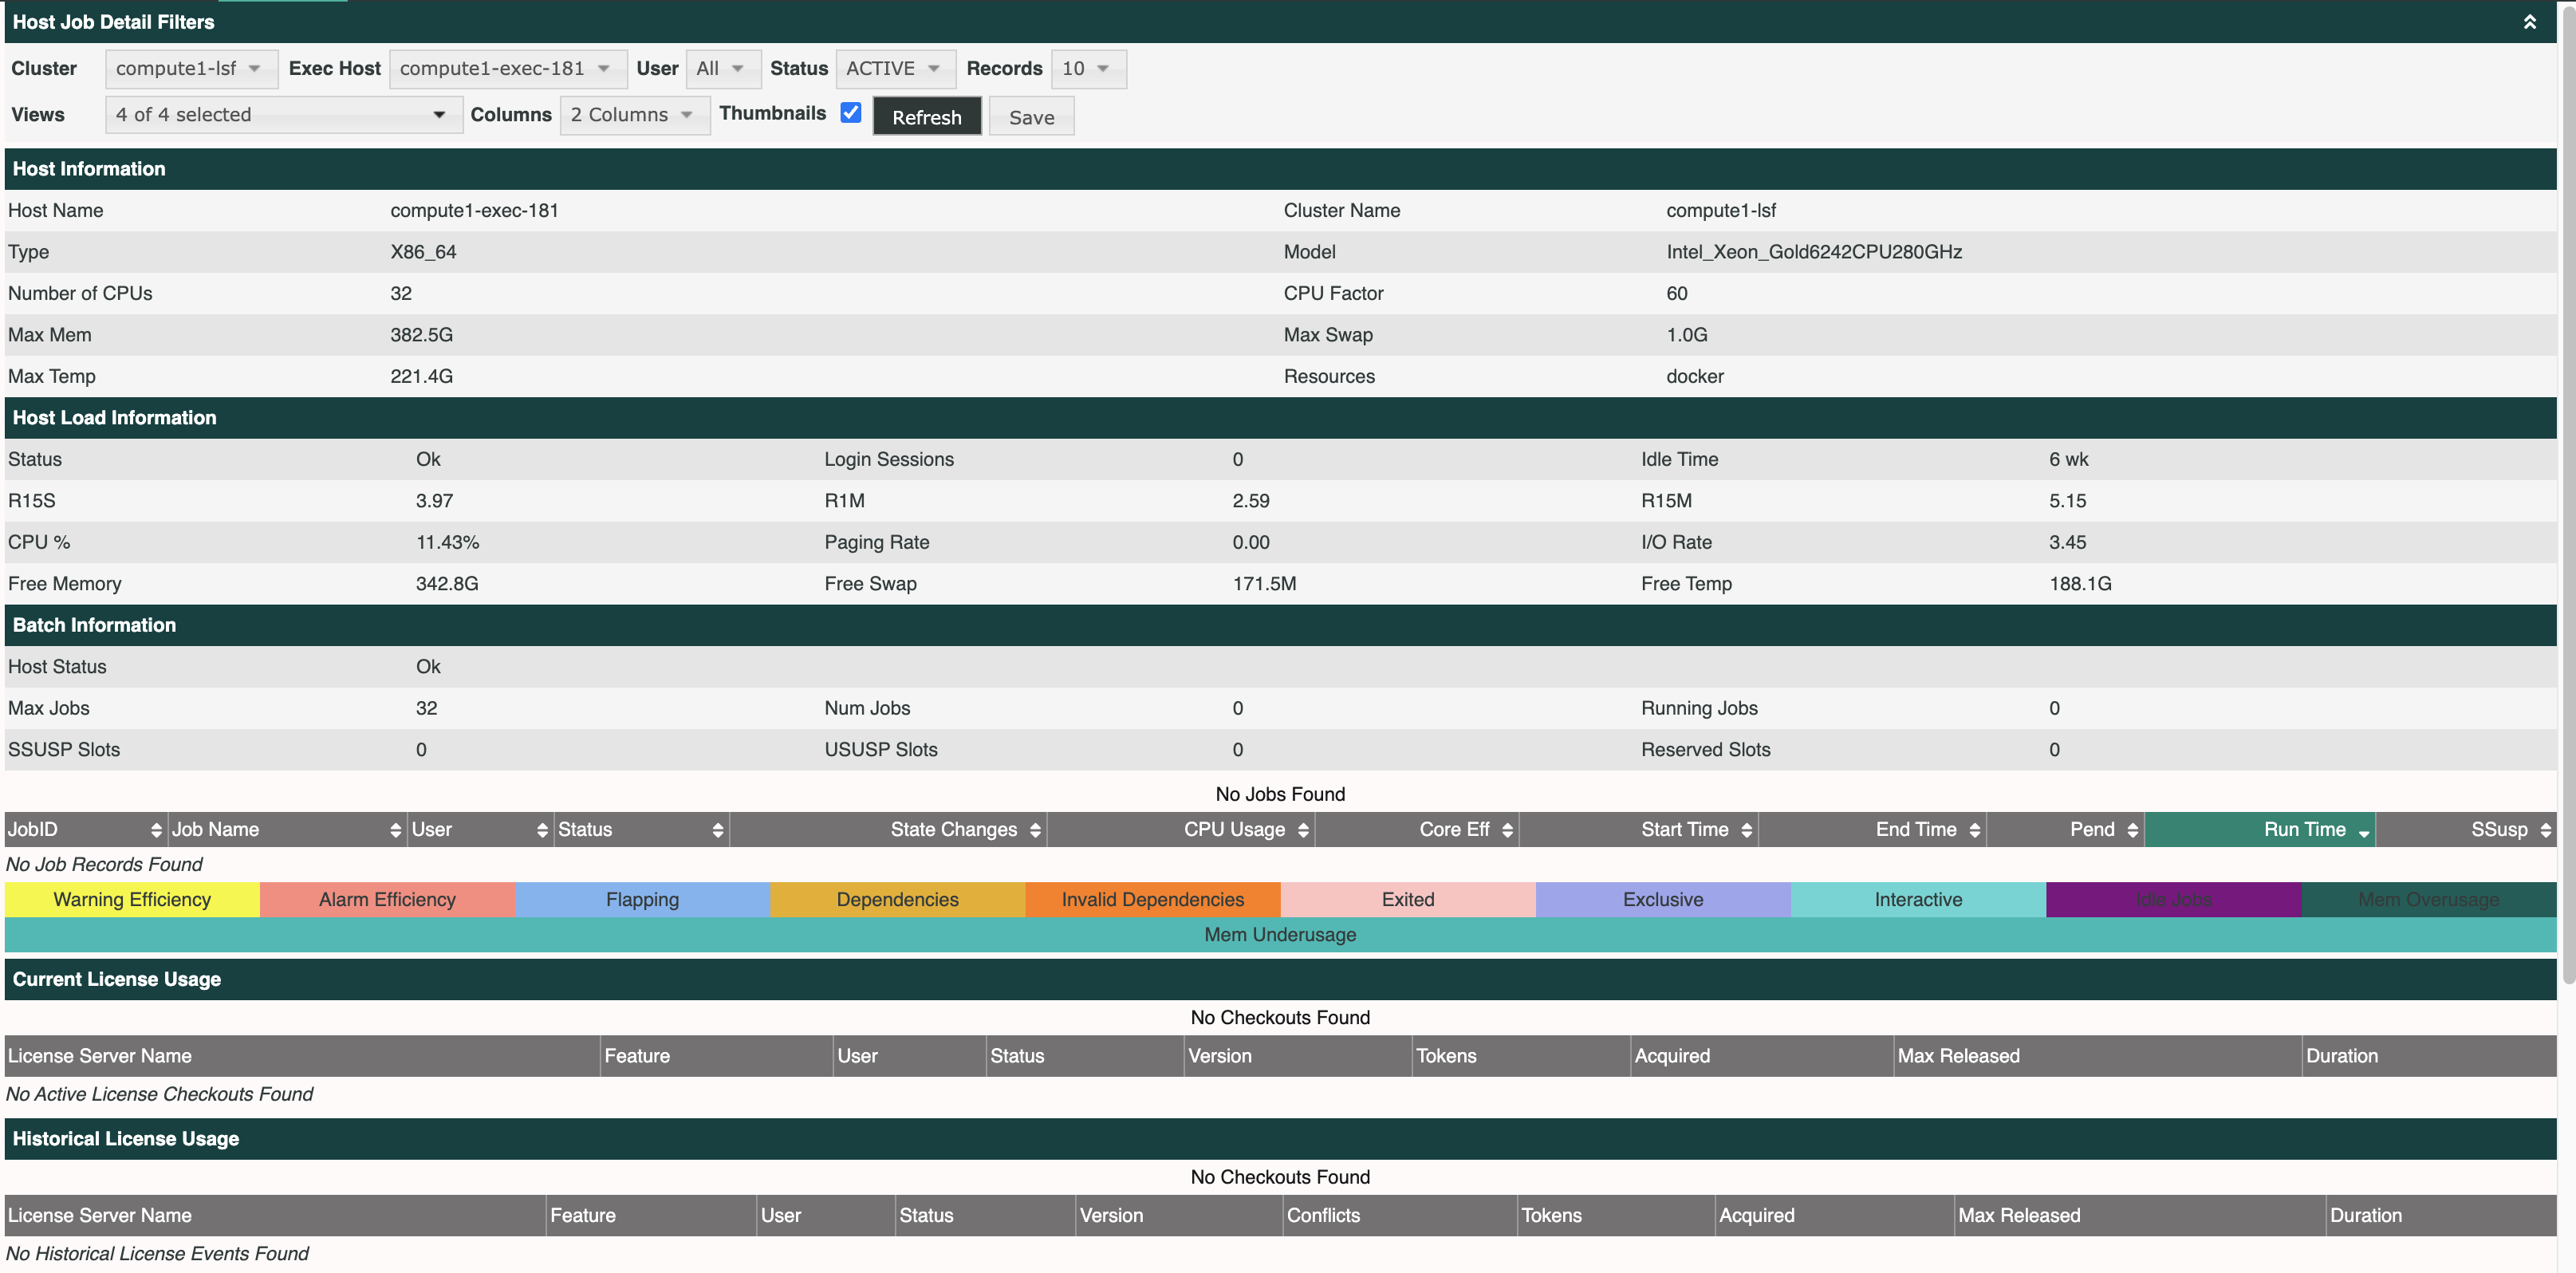 Host Job Detail Filters
Cluster compute1-lsf Exec Host compute1-exec-181 User All Status ACTIVE Records 10
Views 4 of 4 selected Columns 2 Columns Thumbnails Refresh Save
Host Information
Host Name compute1-exec-181 Cluster Name compute1-lsf
Type X86_64 Model Intel_Xeon_Gold6242CPU280GHz
Number of CPUs 32 CPU Factor 60
Max Mem 382.5G Max Swap 1.0G
Max Temp 221.4G Resources docker
Host Load Information
Status Ok Login Sessions 0 Idle Time 6 wk
R15S 3.97 R1M 2.59 R15M 5.15
CPU % 11.43% Paging Rate 0.00 I/O Rate 3.45
Free Memory 342.8G Free Swap 171.5M Free Temp 188.1G
Batch Information
Host Status Ok
Max Jobs 32 Num Jobs 0 Running Jobs 0
SSUSP Slots 0 USUSP Slots 0 Reserved Slots 0
No Jobs Found
JobID Job Name User Status State Changes CPU Usage Core Eff Start Time End Time Pend Run Time SSusp
No Job Records Found
Warning Efficiency Alarm Efficiency Flapping Dependencies Invalid Dependencies Exited Exclusive Interactive Idle Jobs Mem Overusage
Mem Underusage
Current License Usage
No Checkouts Found
License Server Name Feature User Status Version Tokens Acquired Max Released Duration
No Active License Checkouts Found
Historical License Usage
No Checkouts Found
License Server Name Feature User Status Version Conflicts Tokens Acquired Max Released Duration
No Historical License Events Found